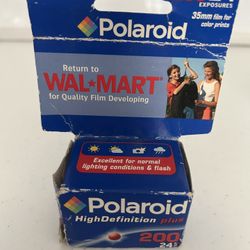 EXPOSURES
Polaroid
35mm film for
color prints
Return to
WAL★MART
for Quality Film Developing
Polaroid
Excellent for normal
lighting conditions & flash
Polaroid
HighDefinition plus
200
24